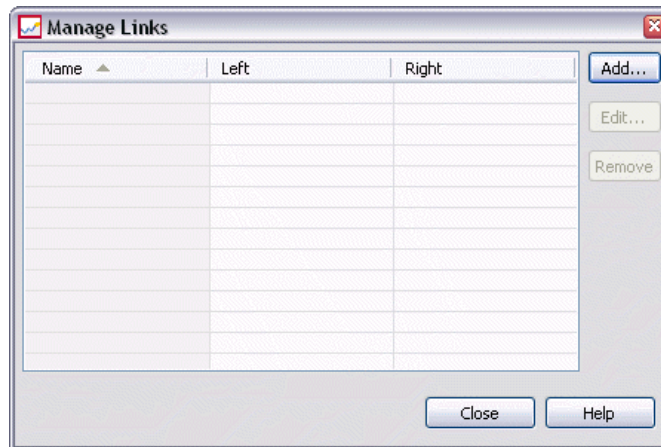 Manage Links
Name Left Right
Add...
Edit...
Remove
Close Help